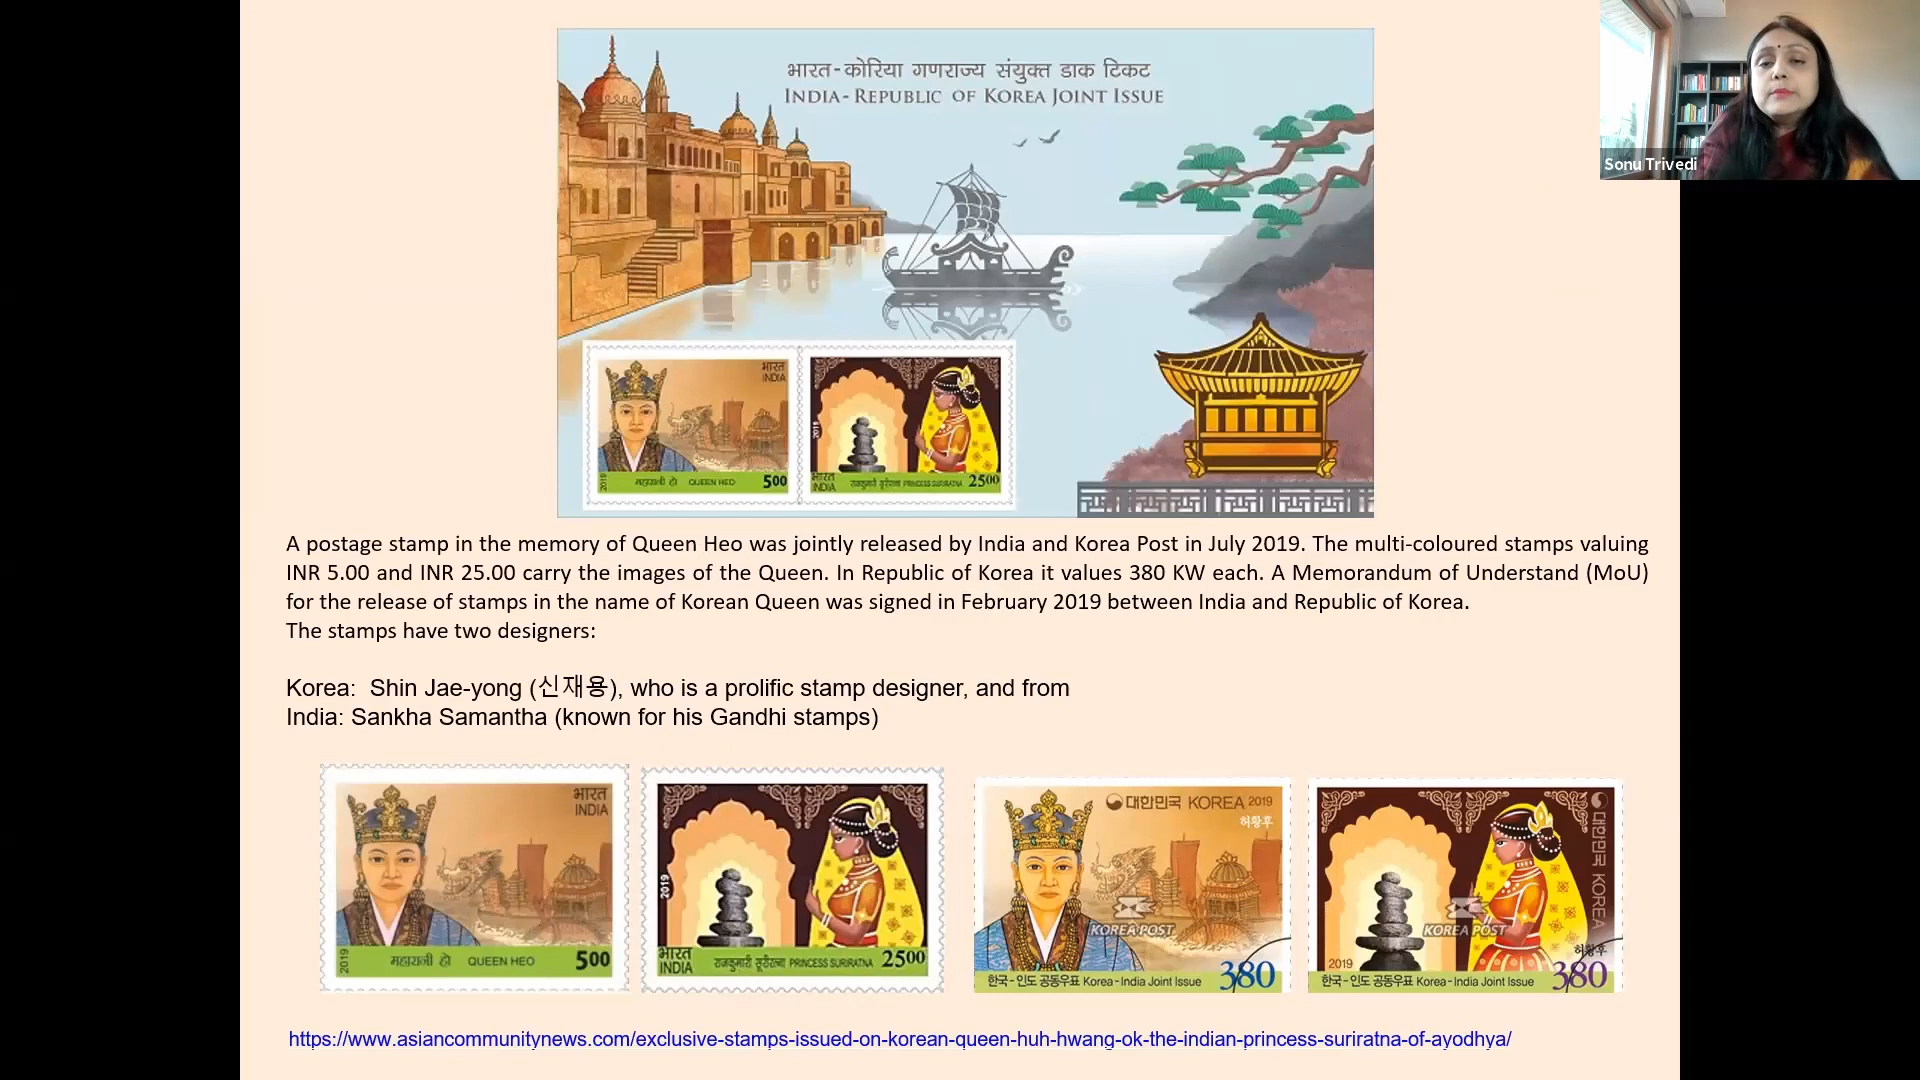 भारत-कोरिया गणराज्य संयुक्त डाक टिकट
INDIA-REPUBLIC OF KOREA JOINT ISSUE
Sonu Trivedi
भारत
INDIA
2019
महारानी हो QUEEN HEO 500
2019
भारत
INDIA
राजकुमारी सूरीरत्ना PRINCESS SURIRATNA 2500
A postage stamp in the memory of Queen Heo was jointly released by India and Korea Post in July 2019. The multi-coloured stamps valuing
INR 5.00 and INR 25.00 carry the images of the Queen. In Republic of Korea it values 380 KW each. A Memorandum of Understand (MoU)
for the release of stamps in the name of Korean Queen was signed in February 2019 between India and Republic of Korea.
The stamps have two designers:
Korea: Shin Jae-yong (신재용), who is a prolific stamp designer, and from
India: Sankha Samantha (known for his Gandhi stamps)
भारत
INDIA
2019
महारानी हो QUEEN HEO 500
2019
भारत
INDIA
राजकुमारी सूरीरत्ना PRINCESS SURIRATNA 2500
대한민국 KOREA 2019
허황후
KOREA POST
한국-인도 공동우표 Korea-India Joint Issue 380
대한민국 KOREA
KOREA POST
허황후
2019
한국-인도 공동우표 Korea-India Joint Issue 380
https://www.asiancommunitynews.com/exclusive-stamps-issued-on-korean-queen-huh-hwang-ok-the-indian-princess-suriratna-of-ayodhya/